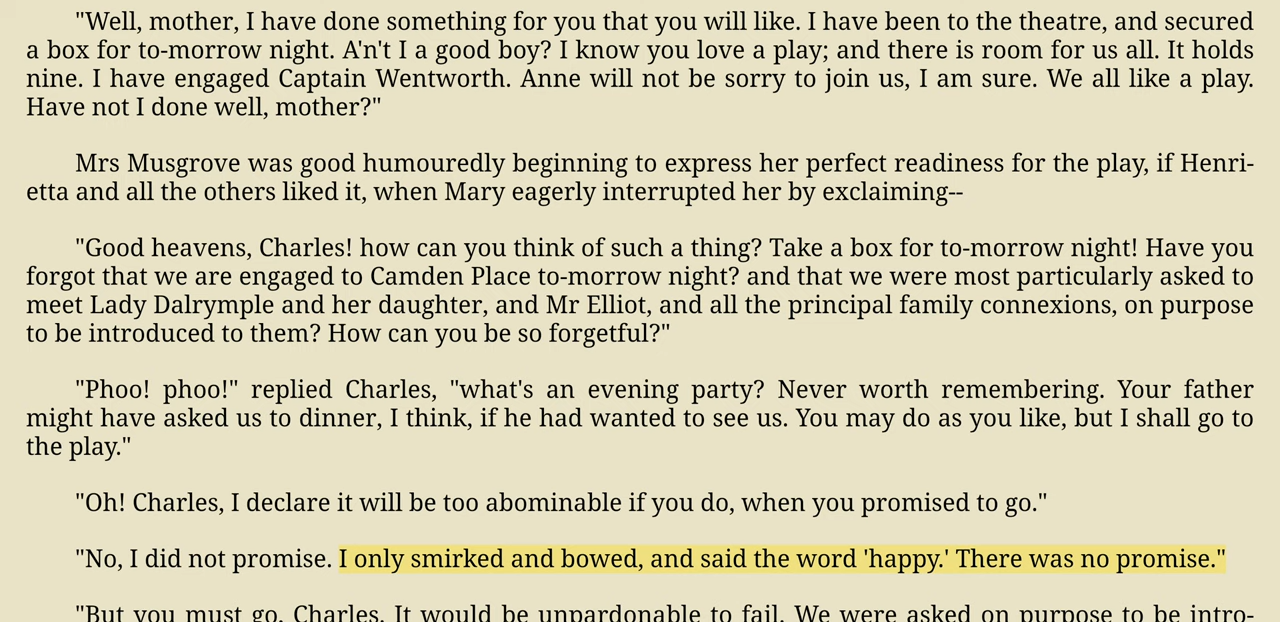 "Well, mother, I have done something for you that you will like. I have been to the theatre, and secured
a box for to-morrow night. A'n't I a good boy? I know you love a play; and there is room for us all. It holds
nine. I have engaged Captain Wentworth. Anne will not be sorry to join us, I am sure. We all like a play.
Have not I done well, mother?"
Mrs Musgrove was good humouredly beginning to express her perfect readiness for the play, if Henri-
etta and all the others liked it, when Mary eagerly interrupted her by exclaiming--
"Good heavens, Charles! how can you think of such a thing? Take a box for to-morrow night! Have you
forgot that we are engaged to Camden Place to-morrow night? and that we were most particularly asked to
meet Lady Dalrymple and her daughter, and Mr Elliot, and all the principal family connexions, on purpose
to be introduced to them? How can you be so forgetful?"
"Phoo! phoo!" replied Charles, "what's an evening party? Never worth remembering. Your father
might have asked us to dinner, I think, if he had wanted to see us. You may do as you like, but I shall go to
the play."
"Oh! Charles, I declare it will be too abominable if you do, when you promised to go."
"No, I did not promise. I only smirked and bowed, and said the word 'happy.' There was no promise."
"But you must go, Charles. It would be unpardonable to fail. We were asked on purpose to be intro-